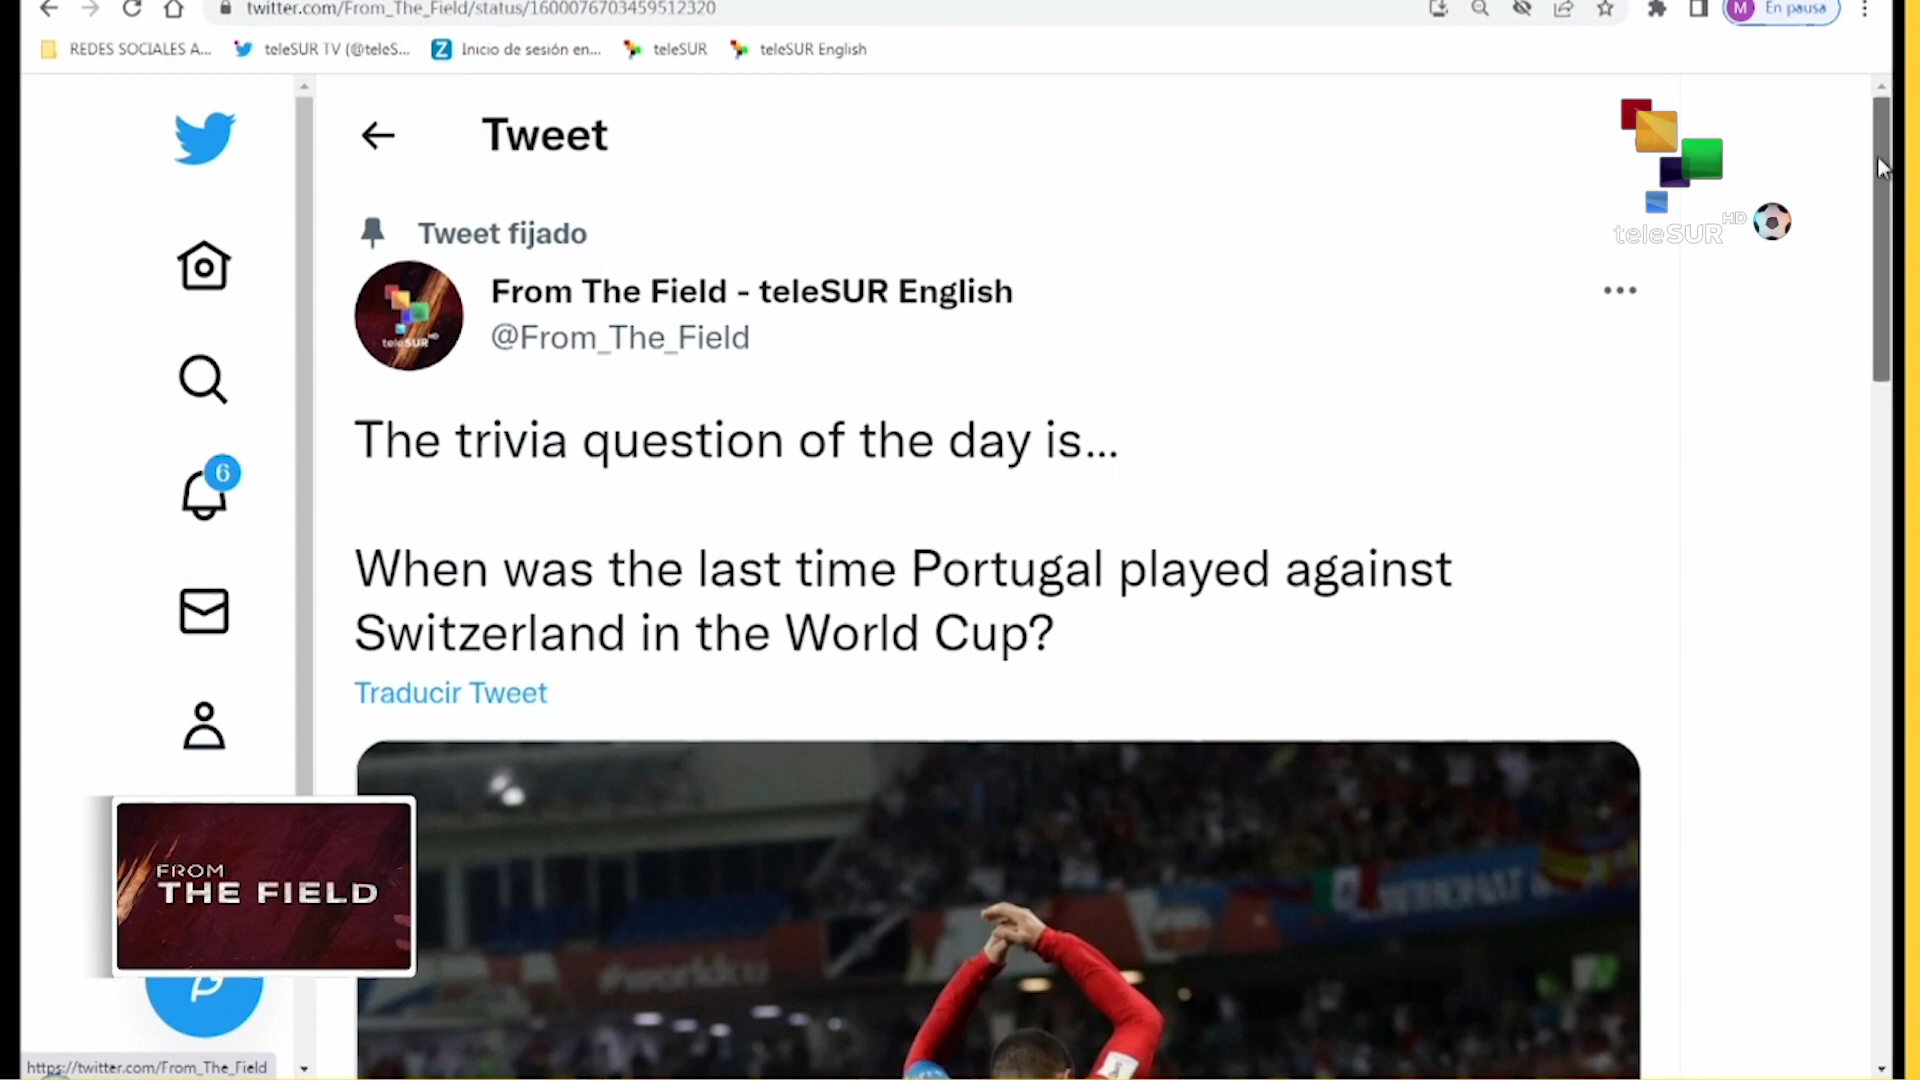 twitter.com/From_The_Field/status/1600076703459512320
M
En pausa
REDES SOCIALES A...
teleSUR TV (@teleS...
Z
Inicio de sesión en...
teleSUR
teleSUR English
Tweet
teleSUR HD
Tweet fijado
From The Field - teleSUR English
@From_The_Field
teleSUR HD
6
The trivia question of the day is...
When was the last time Portugal played against
Switzerland in the World Cup?
Traducir Tweet
FROM
THE FIELD
https://twitter.com/From_The_Field